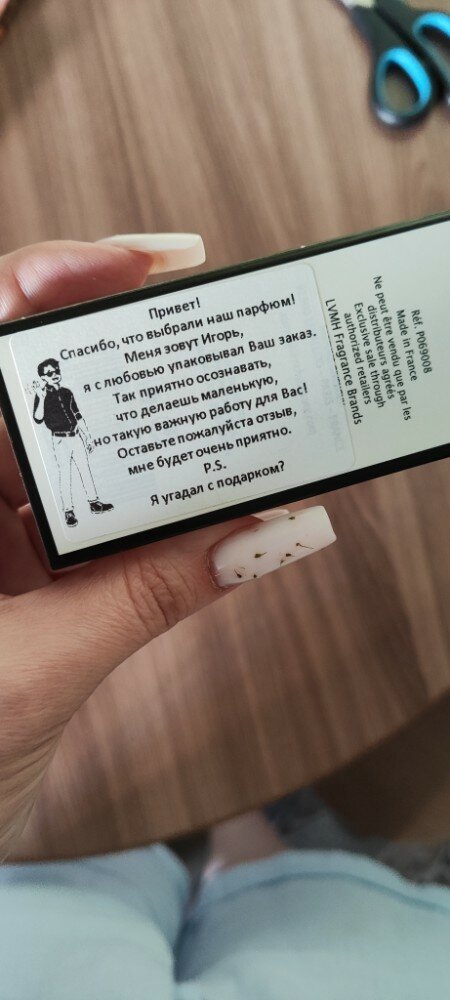 Привет!
Спасибо, что выбрали наш парфюм!
Меня зовут Игорь,
я с любовью упаковывал Ваш заказ.
Так приятно осознавать,
что делаешь маленькую,
но такую важную работу для Вас!
Оставьте пожалуйста отзыв,
мне будет очень приятно.
P.S.
Я угадал с подарком?
Réf. P069008
Made in France
Ne peut être vendu que par les
distributeurs agréés
Exclusive sale through
authorized retailers
LVMH Fragrance Brands